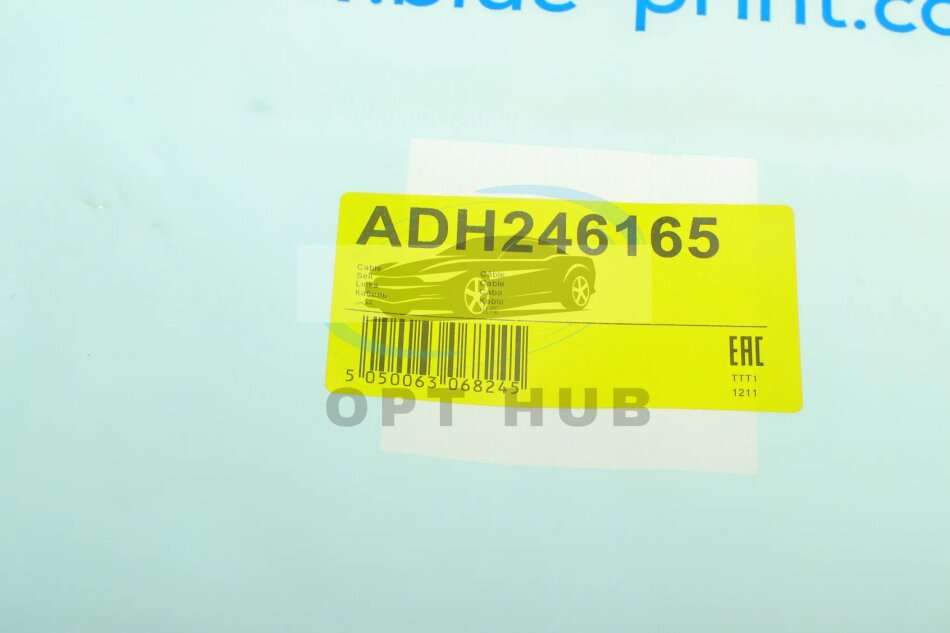 blue-print.co
ADH246165
Cable
Seil
Cable
Cable
Cabo
Kablo
Кабель
5 050063 068245
EAC
TTT1
1211
OPT HUB